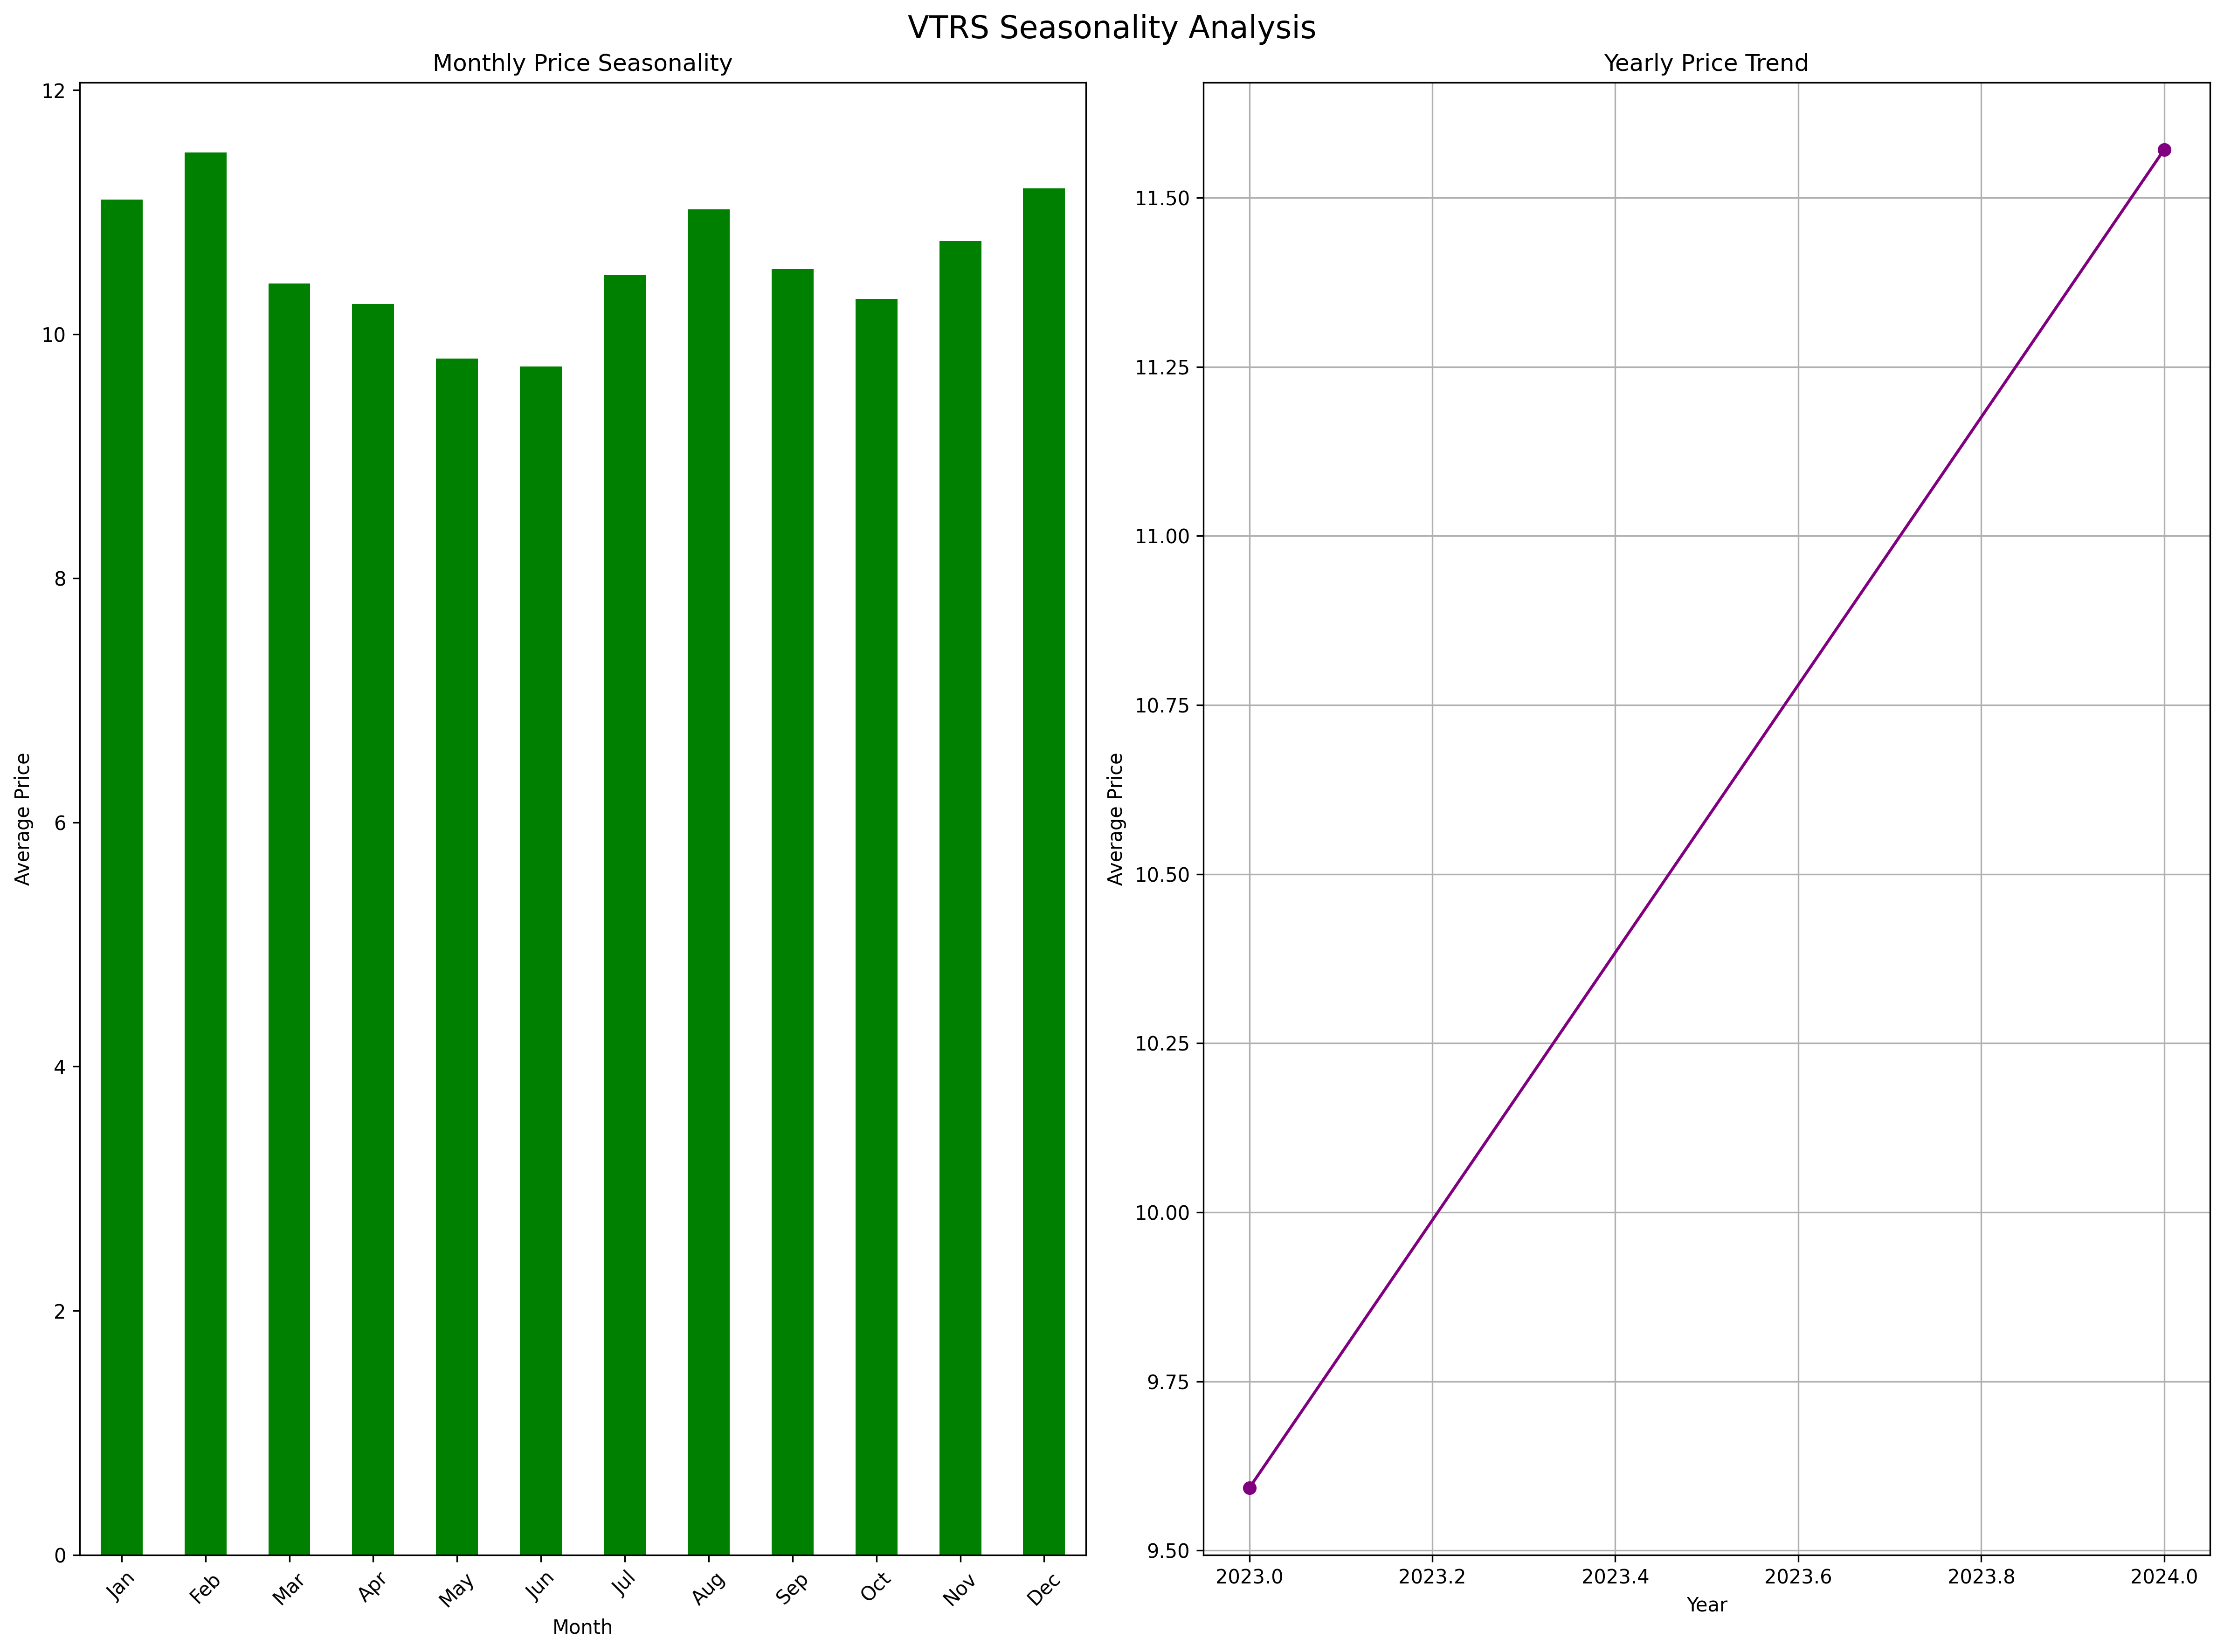 VTRS Seasonality Analysis
Monthly Price Seasonality
Average Price
12
10
8
6
4
2
0
Jan
Feb
Mar
Apr
May
Jun
Jul
Aug
Sep
Oct
Nov
Dec
Month
Yearly Price Trend
Average Price
11.50
11.25
11.00
10.75
10.50
10.25
10.00
9.75
9.50
2023.0
2023.2
2023.4
2023.6
2023.8
2024.0
Year